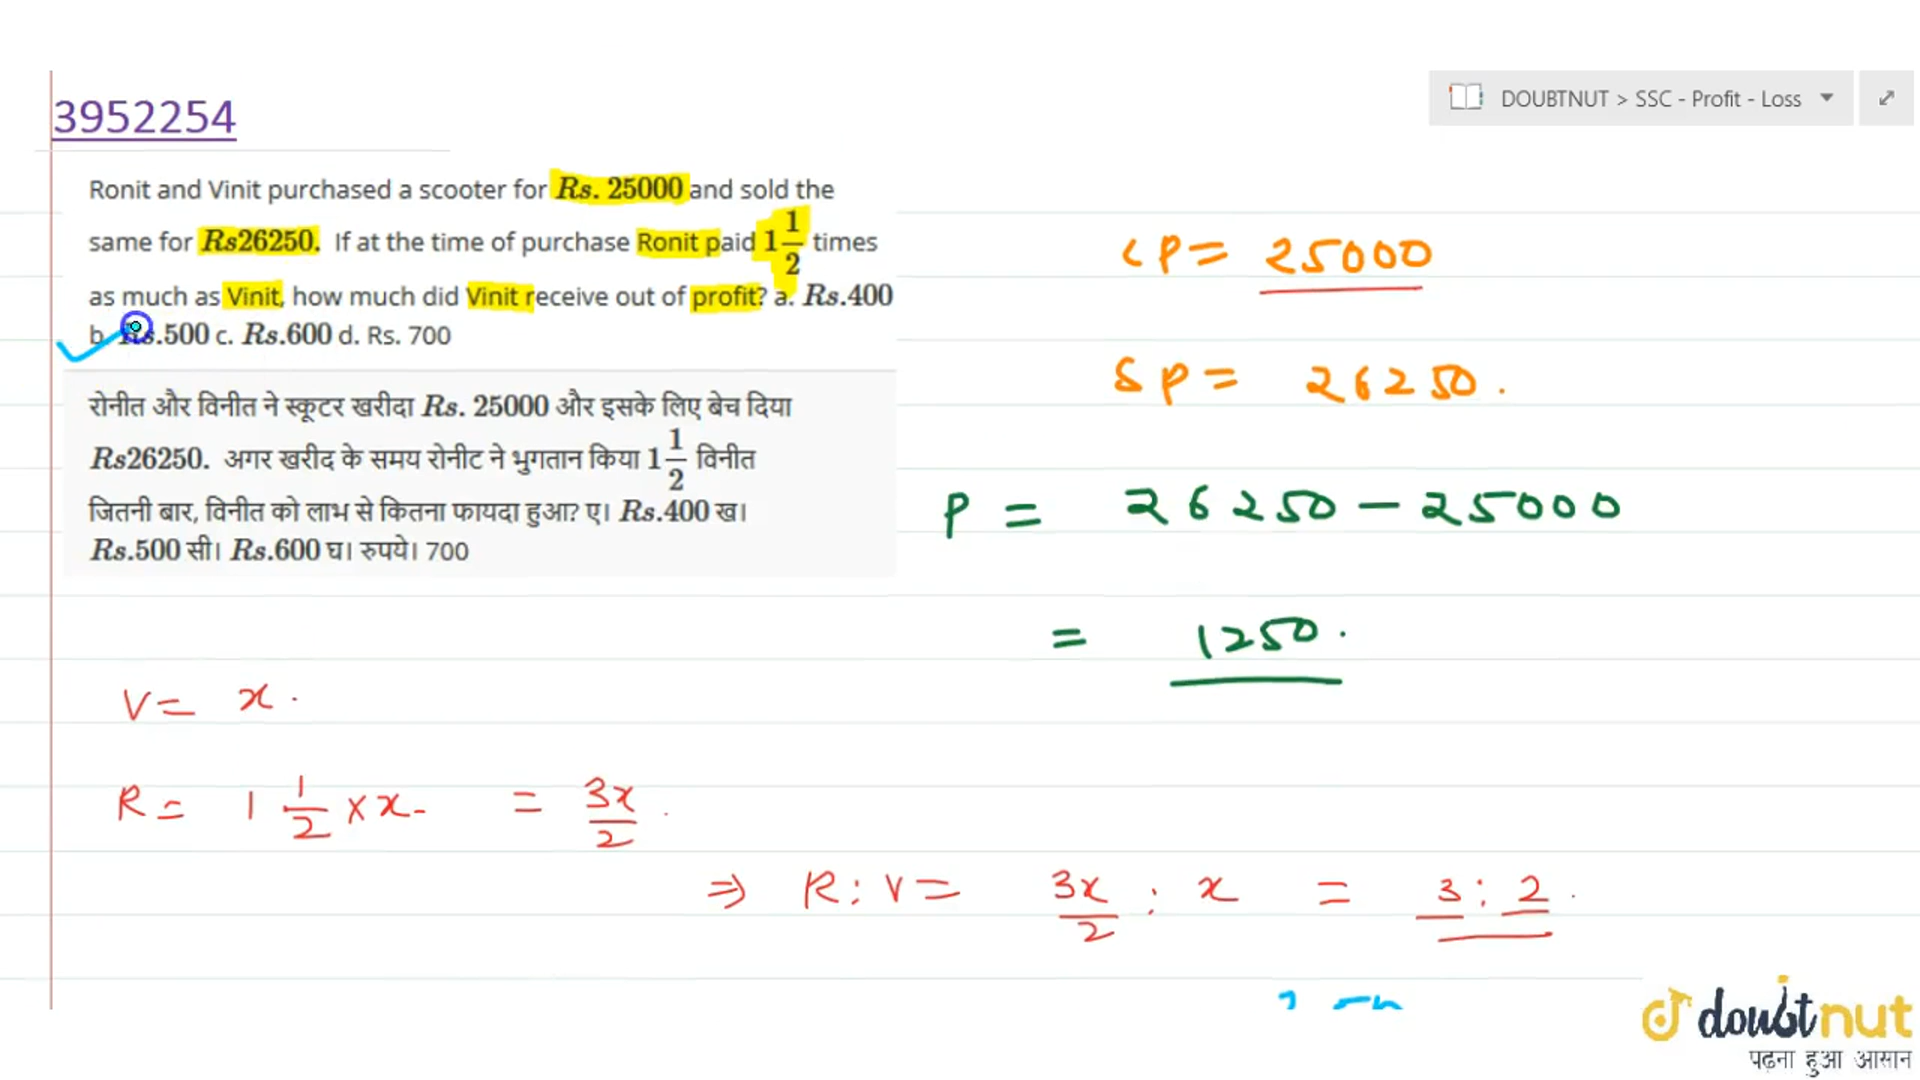 3952254
DOUBTNUT > SSC - Profit - Loss
Ronit and Vinit purchased a scooter for Rs. 25000 and sold the
same for Rs26250. If at the time of purchase Ronit paid 1 1/2 times
as much as Vinit, how much did Vinit receive out of profit? a. Rs.400
b. Rs.500 c. Rs.600 d. Rs. 700
रोनीत और विनीत ने स्कूटर खरीदा Rs. 25000 और इसके लिए बेच दिया
Rs26250. अगर खरीद के समय रोनीट ने भुगतान किया 1 1/2 विनीत
जितनी बार, विनीत को लाभ से कितना फायदा हुआ? ए। Rs.400 ख।
Rs.500 सी। Rs.600 घ। रुपये। 700
CP = 25000
SP = 26250.
P = 26250 - 25000
= 1250.
V = x.
R = 1 1/2 × x - = 3x/2.
⇒ R : V = 3x/2 : x = 3 : 2.
doubtnut
पढ़ना हुआ आसान